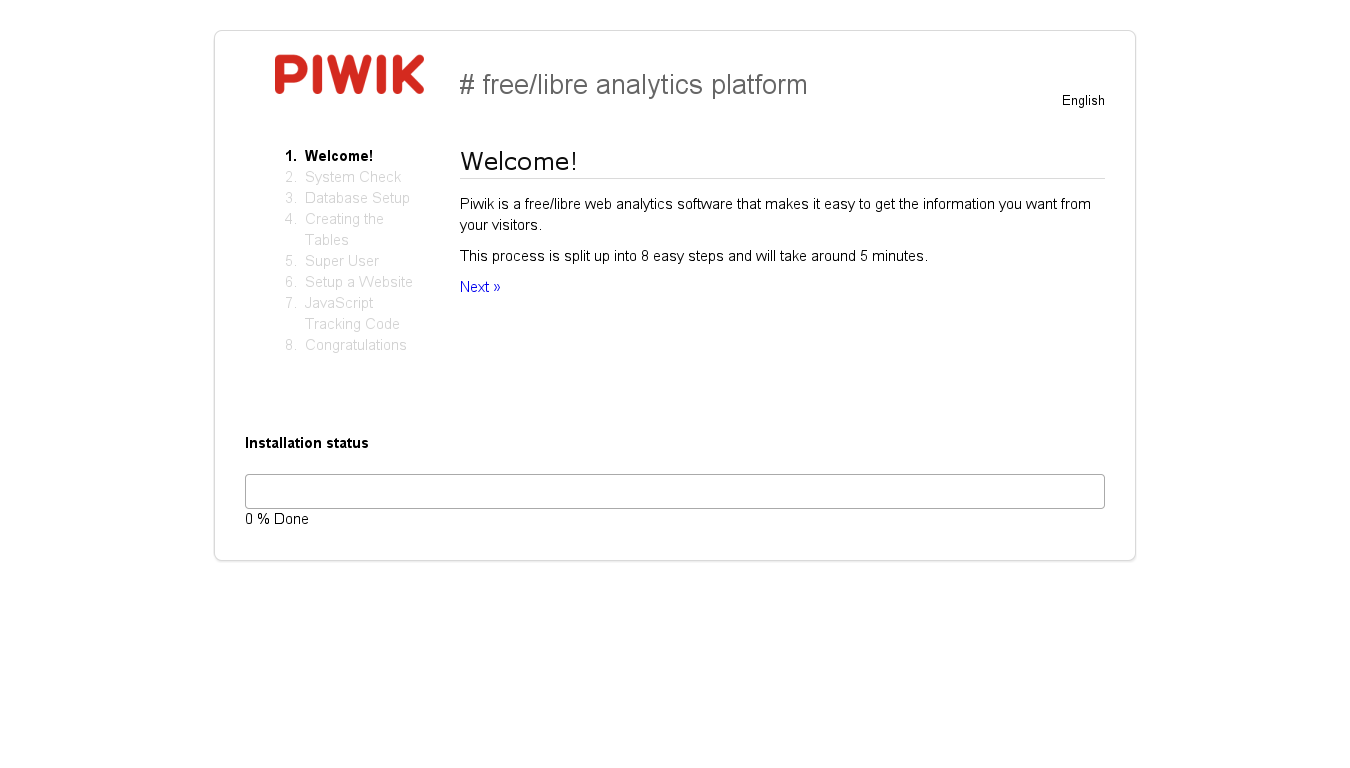 PIWIK
# free/libre analytics platform
English
1. Welcome!
2. System Check
3. Database Setup
4. Creating the
Tables
5. Super User
6. Setup a Website
7. JavaScript
Tracking Code
8. Congratulations
Welcome!
Piwik is a free/libre web analytics software that makes it easy to get the information you want from
your visitors.
This process is split up into 8 easy steps and will take around 5 minutes.
Next »
Installation status
0 % Done